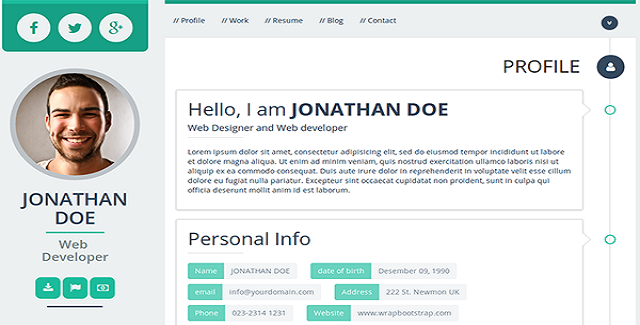 // Profile // Work // Resume // Blog // Contact
PROFILE
JONATHAN
DOE
Web
Developer
Hello, I am JONATHAN DOE
Web Designer and Web developer
Lorem ipsum dolor sit amet, consectetur adipisicing elit, sed do eiusmod tempor incididunt ut labore
et dolore magna aliqua. Ut enim ad minim veniam, quis nostrud exercitation ullamco laboris nisi ut
aliquip ex ea commodo consequat. Duis aute irure dolor in reprehenderit in voluptate velit esse cillum
dolore eu fugiat nulla pariatur. Excepteur sint occaecat cupidatat non proident, sunt in culpa qui
officia deserunt mollit anim id est laborum.
Personal Info
Name JONATHAN DOE date of birth Desember 09, 1990
email info@yourdomain.com Address 222 St. Newmon UK
Phone 023-2314 1231 Website www.wrapbootstrap.com